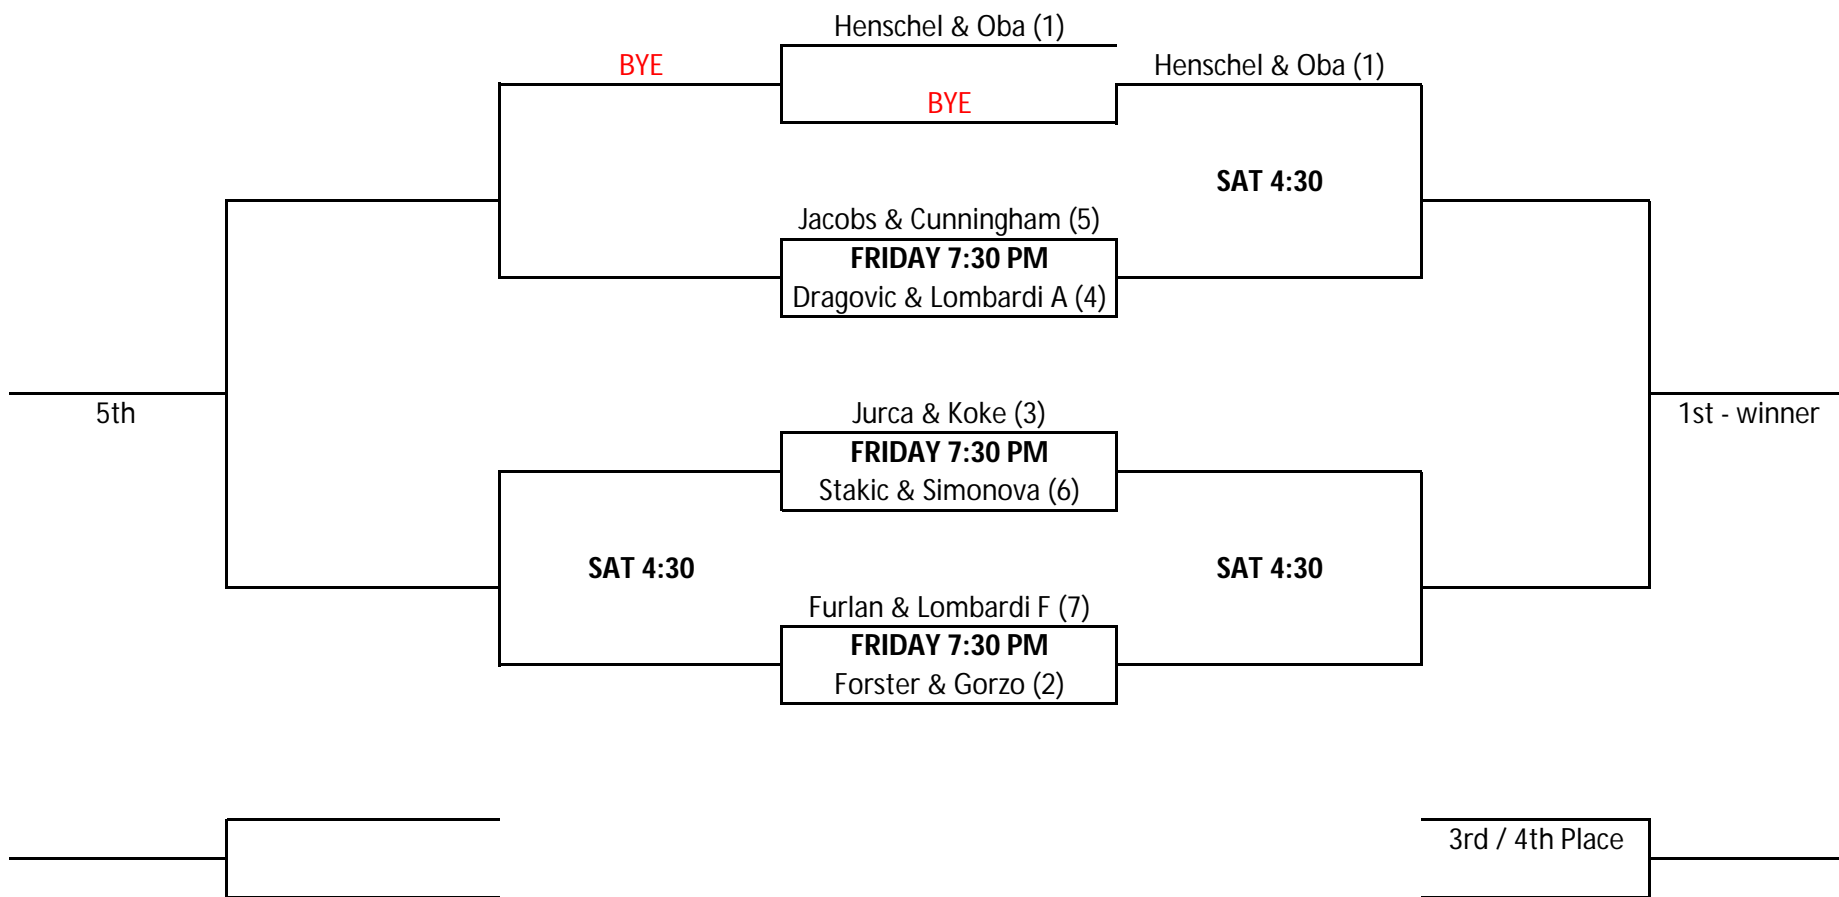 Henschel & Oba (1)
BYE
Henschel & Oba (1)
BYE
SAT 4:30
Jacobs & Cunningham (5)
FRIDAY 7:30 PM
Dragovic & Lombardi A (4)
5th
Jurca & Koke (3)
1st - winner
FRIDAY 7:30 PM
Stakic & Simonova (6)
SAT 4:30
SAT 4:30
Furlan & Lombardi F (7)
FRIDAY 7:30 PM
Forster & Gorzo (2)
3rd / 4th Place